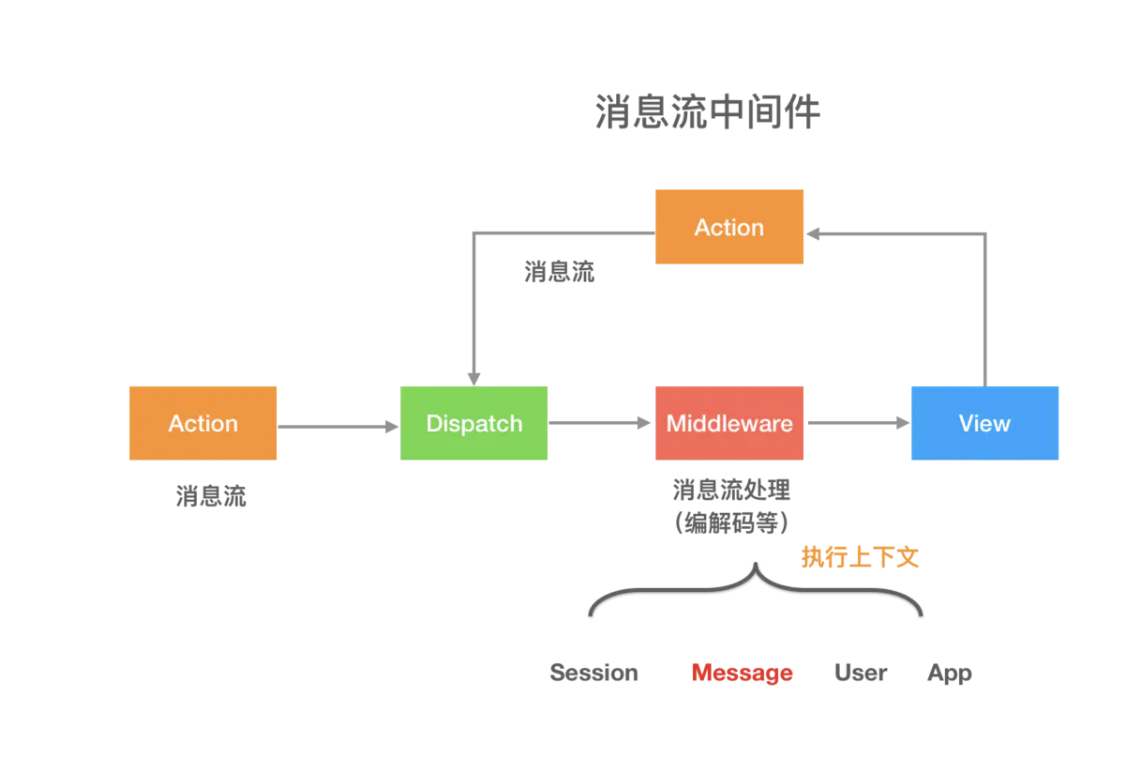 消息流中间件
Action
消息流
Action
Dispatch
Middleware
View
消息流
消息流处理
（编解码等）
执行上下文
Session
Message
User
App